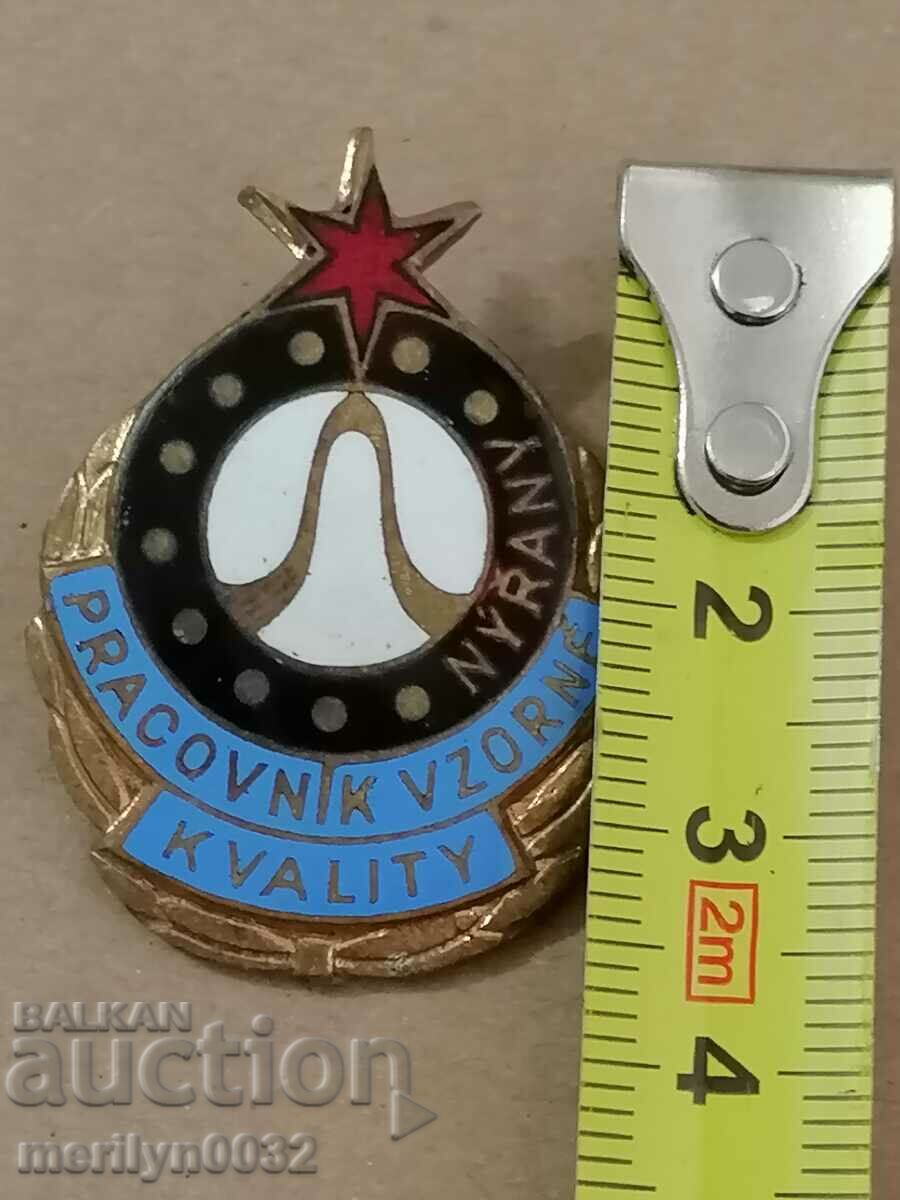 NÝŘANY
PRACOVNÍK VZORNÉ
KVALITY
2
3
2m
4
BALKAN
auction
merilyn0032